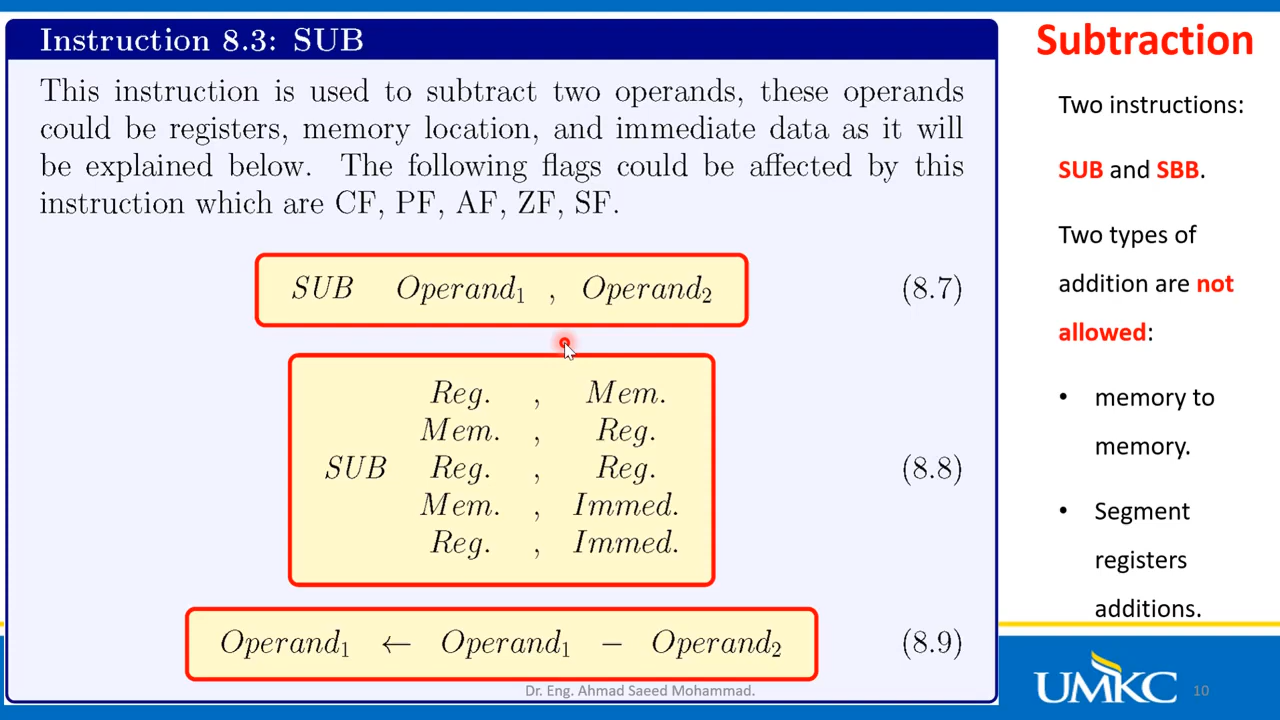 Instruction 8.3: SUB
This instruction is used to subtract two operands, these operands
could be registers, memory location, and immediate data as it will
be explained below. The following flags could be affected by this
instruction which are CF, PF, AF, ZF, SF.
SUB Operand₁ , Operand₂ (8.7)
Reg. , Mem.
Mem. , Reg.
SUB Reg. , Reg. (8.8)
Mem. , Immed.
Reg. , Immed.
Operand₁ ← Operand₁ − Operand₂ (8.9)
Subtraction
Two instructions:
SUB and SBB.
Two types of
addition are not
allowed:
• memory to
memory.
• Segment
registers
additions.
Dr. Eng. Ahmad Saeed Mohammad.
UMKC
10